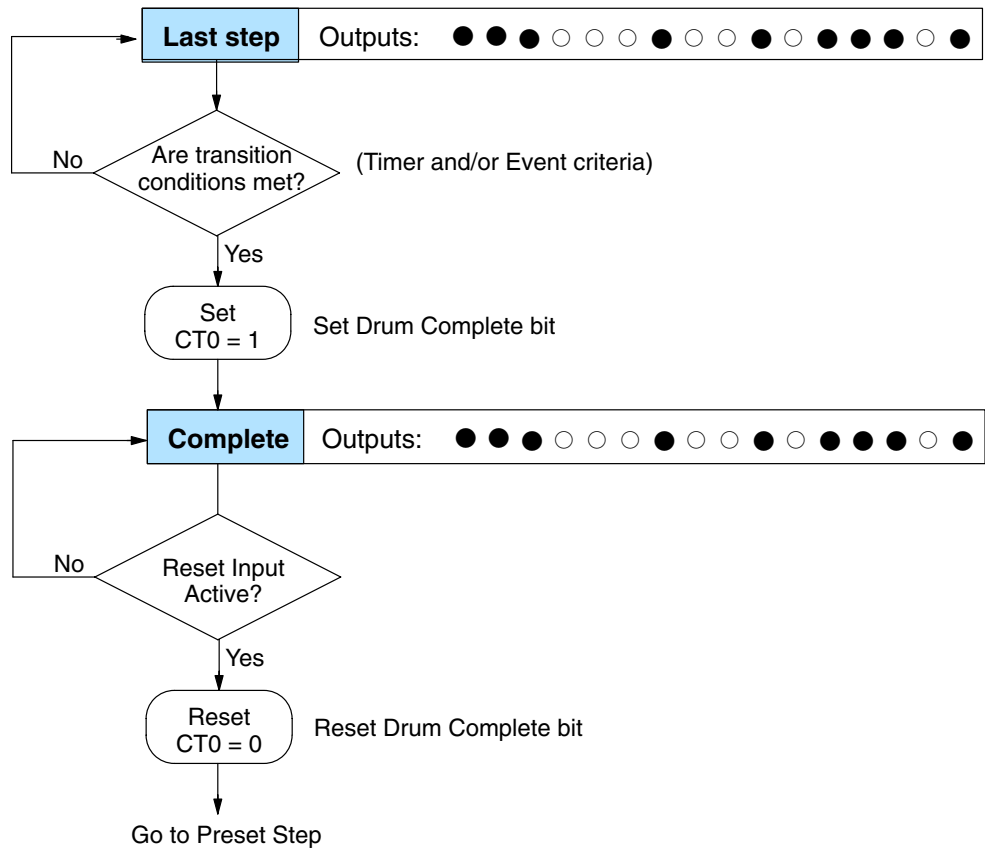 Last step Outputs:
No
Are transition
conditions met?
(Timer and/or Event criteria)
Yes
Set
CT0 = 1
Set Drum Complete bit
Complete Outputs:
No
Reset Input
Active?
Yes
Reset
CT0 = 0
Reset Drum Complete bit
Go to Preset Step